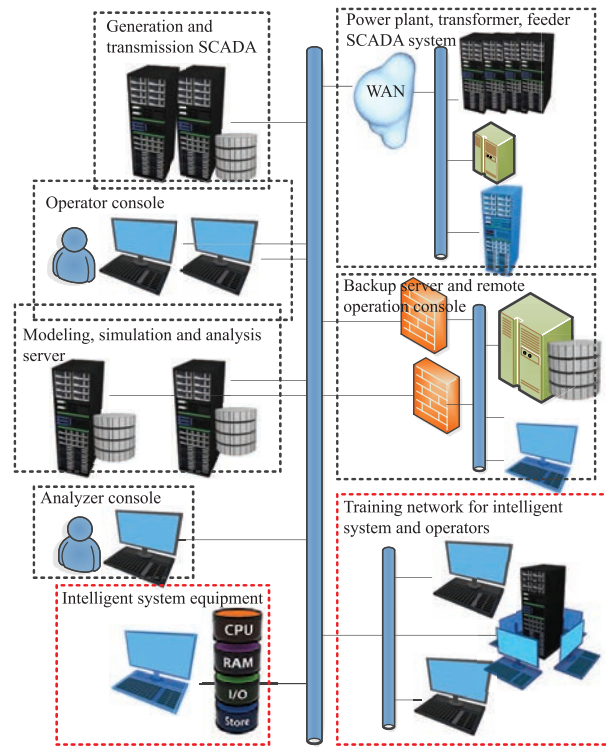 Generation and
transmission SCADA
Power plant, transformer, feeder
SCADA system
WAN
Operator console
Backup server and remote
operation console
Modeling, simulation and analysis
server
Analyzer console
Training network for intelligent
system and operators
Intelligent system equipment
CPU
RAM
I/O
Store